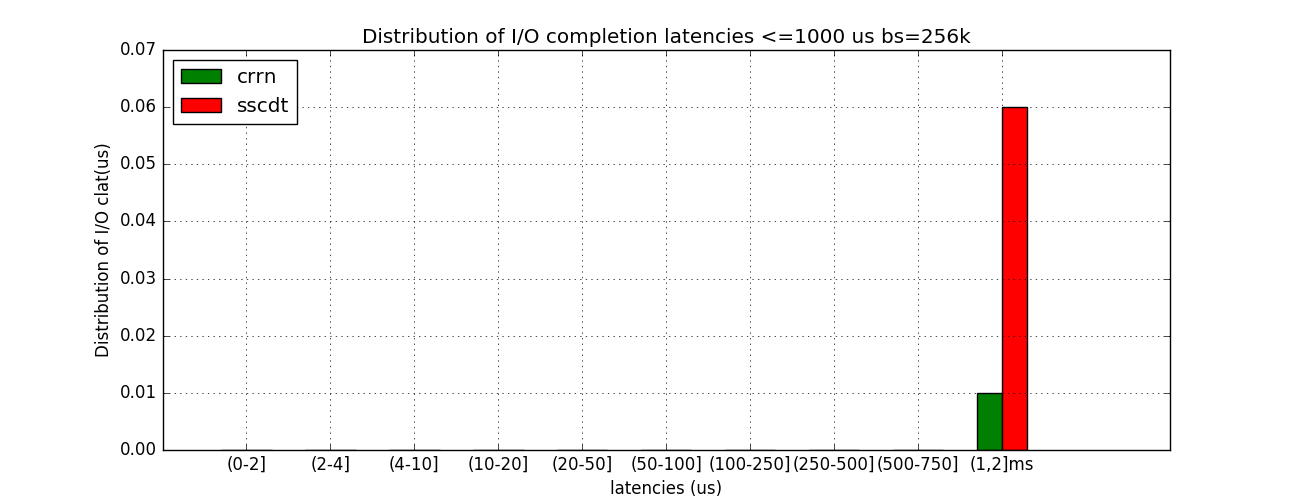 Distribution of I/O completion latencies <=1000 us bs=256k
crrn
sscdt
Distribution of I/O clat(us)
0.07
0.06
0.05
0.04
0.03
0.02
0.01
0.00
(0-2] (2-4] (4-10] (10-20] (20-50] (50-100] (100-250] (250-500] (500-750] (1,2]ms
latencies (us)